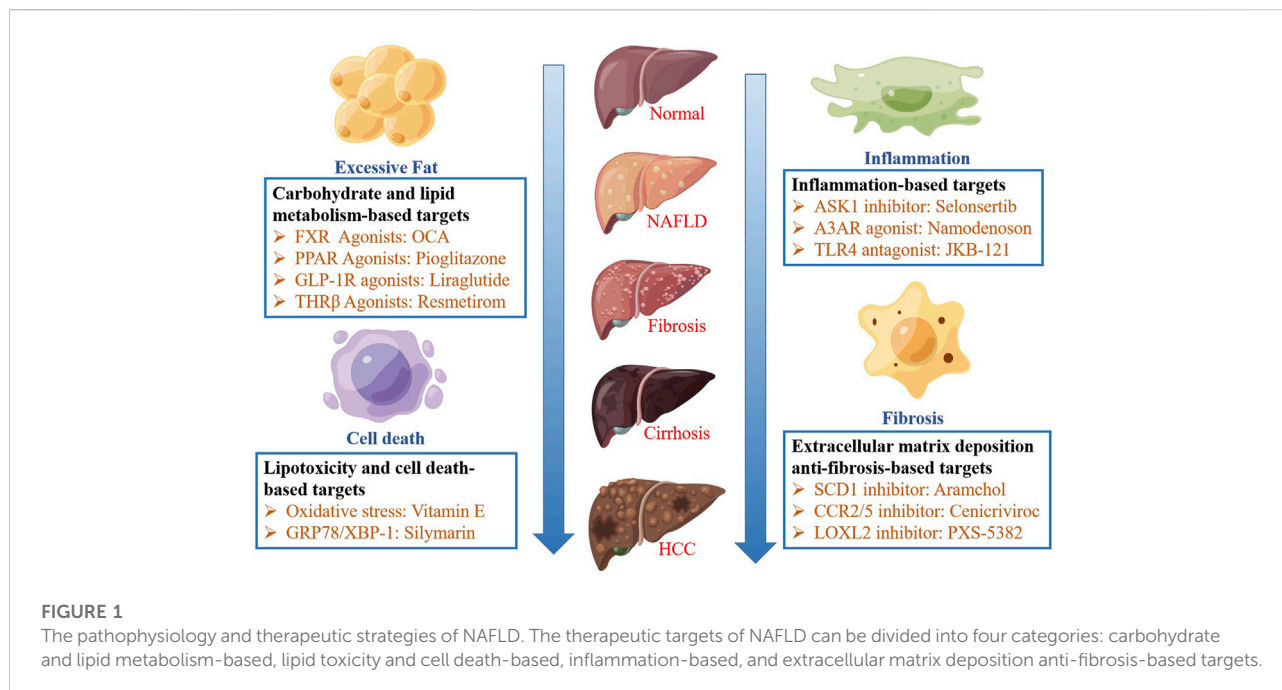 Excessive Fat
Carbohydrate and lipid
metabolism-based targets
➢ FXR Agonists: OCA
➢ PPAR Agonists: Pioglitazone
➢ GLP-1R agonists: Liraglutide
➢ THRβ Agonists: Resmetirom
Cell death
Lipotoxicity and cell death-
based targets
➢ Oxidative stress: Vitamin E
➢ GRP78/XBP-1: Silymarin
Normal
NAFLD
Fibrosis
Cirrhosis
HCC
Inflammation
Inflammation-based targets
➢ ASK1 inhibitor: Selonsertib
➢ A3AR agonist: Namodenoson
➢ TLR4 antagonist: JKB-121
Fibrosis
Extracellular matrix deposition
anti-fibrosis-based targets
➢ SCD1 inhibitor: Aramchol
➢ CCR2/5 inhibitor: Cenicriviroc
➢ LOXL2 inhibitor: PXS-5382
FIGURE 1
The pathophysiology and therapeutic strategies of NAFLD. The therapeutic targets of NAFLD can be divided into four categories: carbohydrate
and lipid metabolism-based, lipid toxicity and cell death-based, inflammation-based, and extracellular matrix deposition anti-fibrosis-based targets.